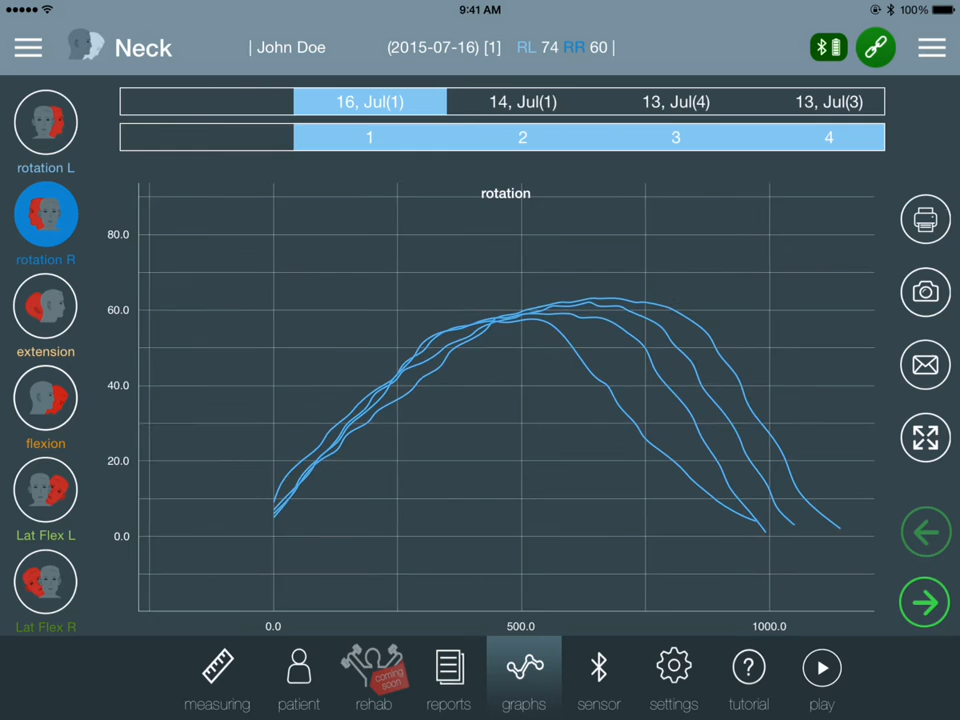 9:41 AM
100%
Neck
| John Doe
(2015-07-16) [1]
RL 74 RR 60 |
16, Jul(1)
14, Jul(1)
13, Jul(4)
13, Jul(3)
1
2
3
4
rotation L
rotation R
extension
flexion
Lat Flex L
Lat Flex R
rotation
80.0
60.0
40.0
20.0
0.0
0.0
500.0
1000.0
coming
soon
measuring
patient
rehab
reports
graphs
sensor
settings
tutorial
play